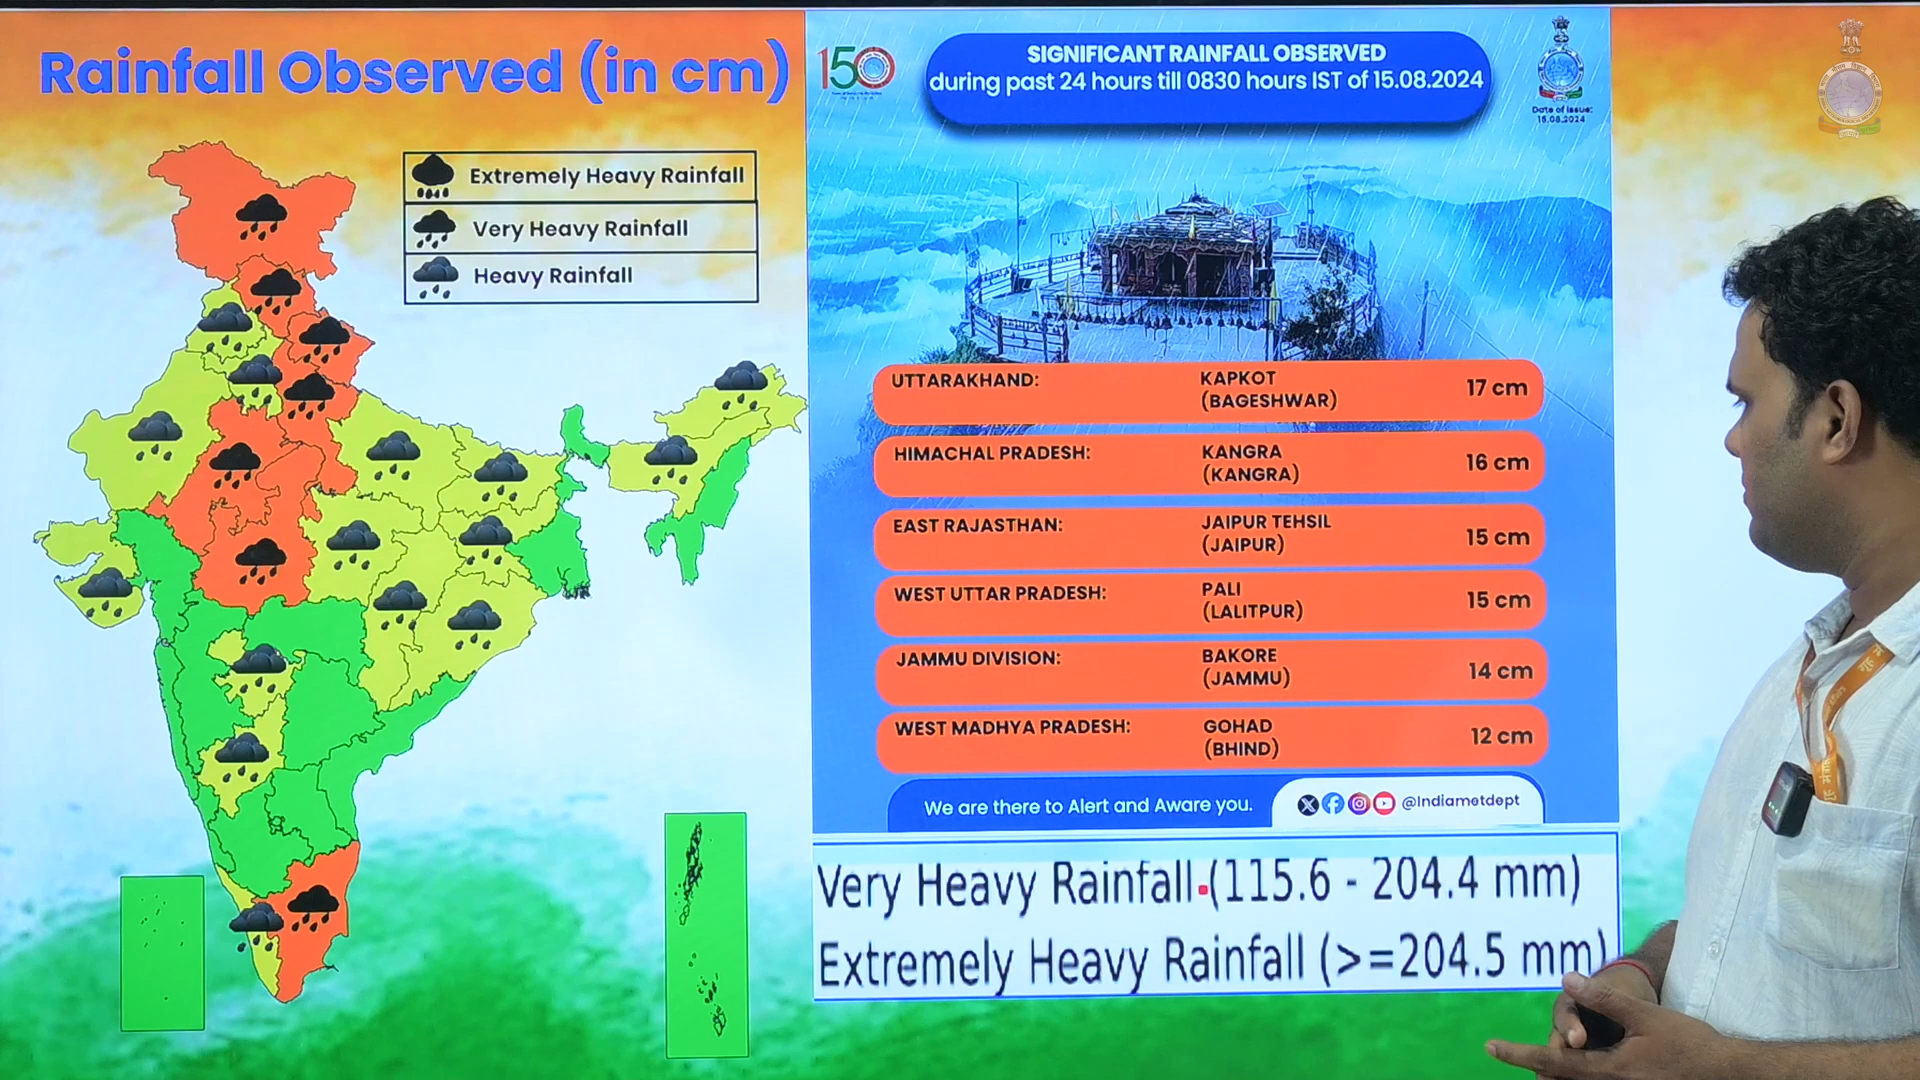 Rainfall Observed (in cm)
Extremely Heavy Rainfall
Very Heavy Rainfall
Heavy Rainfall
150
SIGNIFICANT RAINFALL OBSERVED
during past 24 hours till 0830 hours IST of 15.08.2024
Date of Issue:
15.08.2024
UTTARAKHAND: KAPKOT (BAGESHWAR) 17 cm
HIMACHAL PRADESH: KANGRA (KANGRA) 16 cm
EAST RAJASTHAN: JAIPUR TEHSIL (JAIPUR) 15 cm
WEST UTTAR PRADESH: PALI (LALITPUR) 15 cm
JAMMU DIVISION: BAKORE (JAMMU) 14 cm
WEST MADHYA PRADESH: GOHAD (BHIND) 12 cm
We are there to Alert and Aware you.
@Indiametdept
Very Heavy Rainfall (115.6 - 204.4 mm)
Extremely Heavy Rainfall (>=204.5 mm)